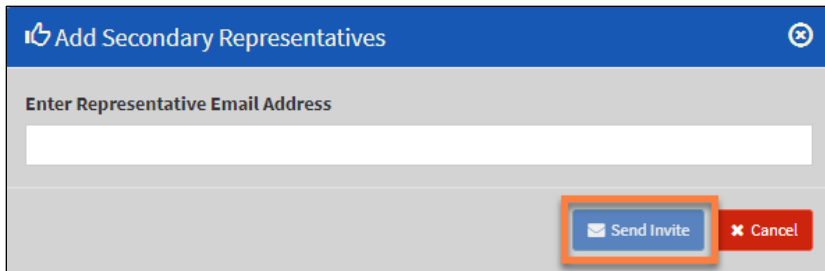 Add Secondary Representatives
Enter Representative Email Address
Send Invite
Cancel